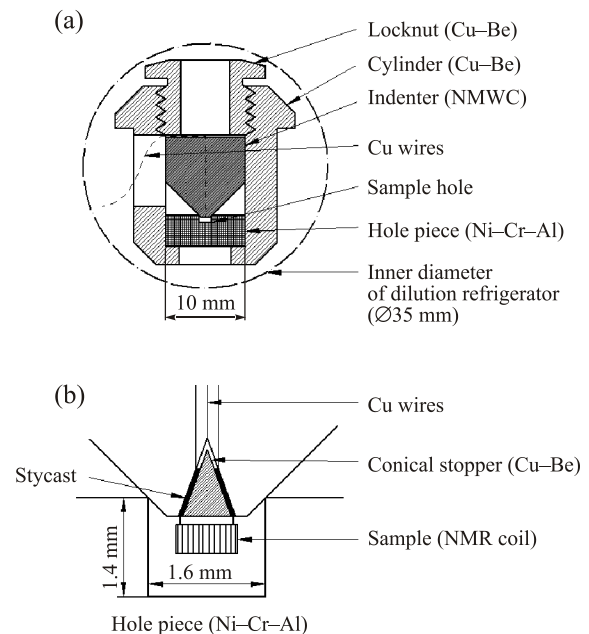 (a)
Locknut (Cu–Be)
Cylinder (Cu–Be)
Indenter (NMWC)
Cu wires
Sample hole
Hole piece (Ni–Cr–Al)
Inner diameter
of dilution refrigerator
(∅35 mm)
10 mm
(b)
Cu wires
Conical stopper (Cu–Be)
Stycast
Sample (NMR coil)
1.4 mm
1.6 mm
Hole piece (Ni–Cr–Al)